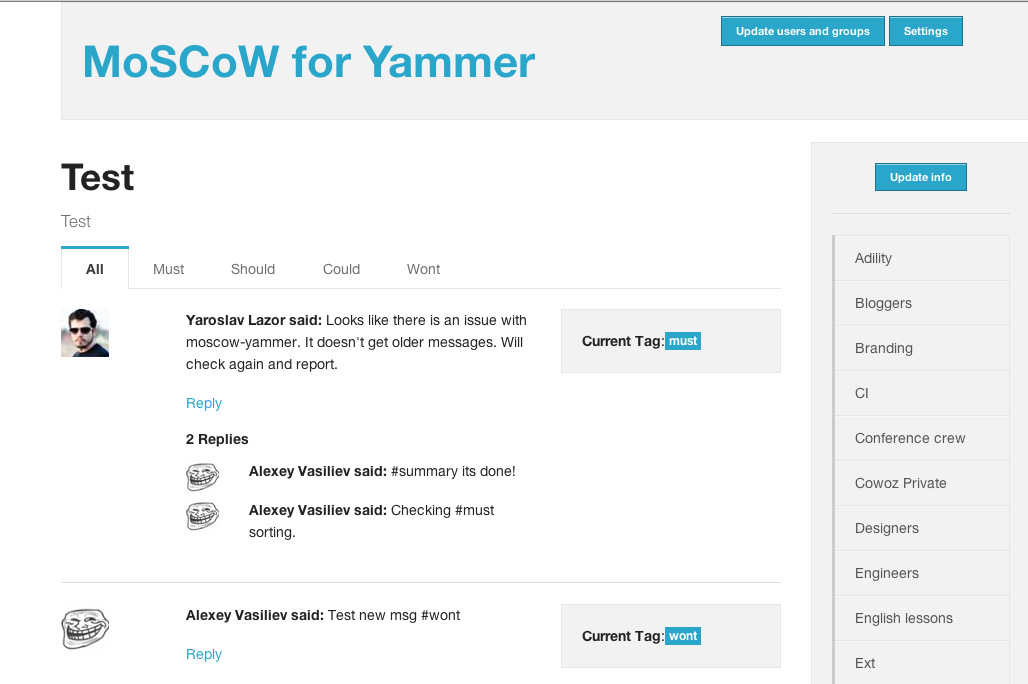 MoSCoW for Yammer
Update users and groups
Settings
Test
Test
All
Must
Should
Could
Wont
Yaroslav Lazor said: Looks like there is an issue with
moscow-yammer. It doesn't get older messages. Will
check again and report.
Current Tag: must
Reply
2 Replies
Alexey Vasiliev said: #summary its done!
Alexey Vasiliev said: Checking #must
sorting.
Alexey Vasiliev said: Test new msg #wont
Current Tag: wont
Reply
Update info
Adility
Bloggers
Branding
CI
Conference crew
Cowoz Private
Designers
Engineers
English lessons
Ext